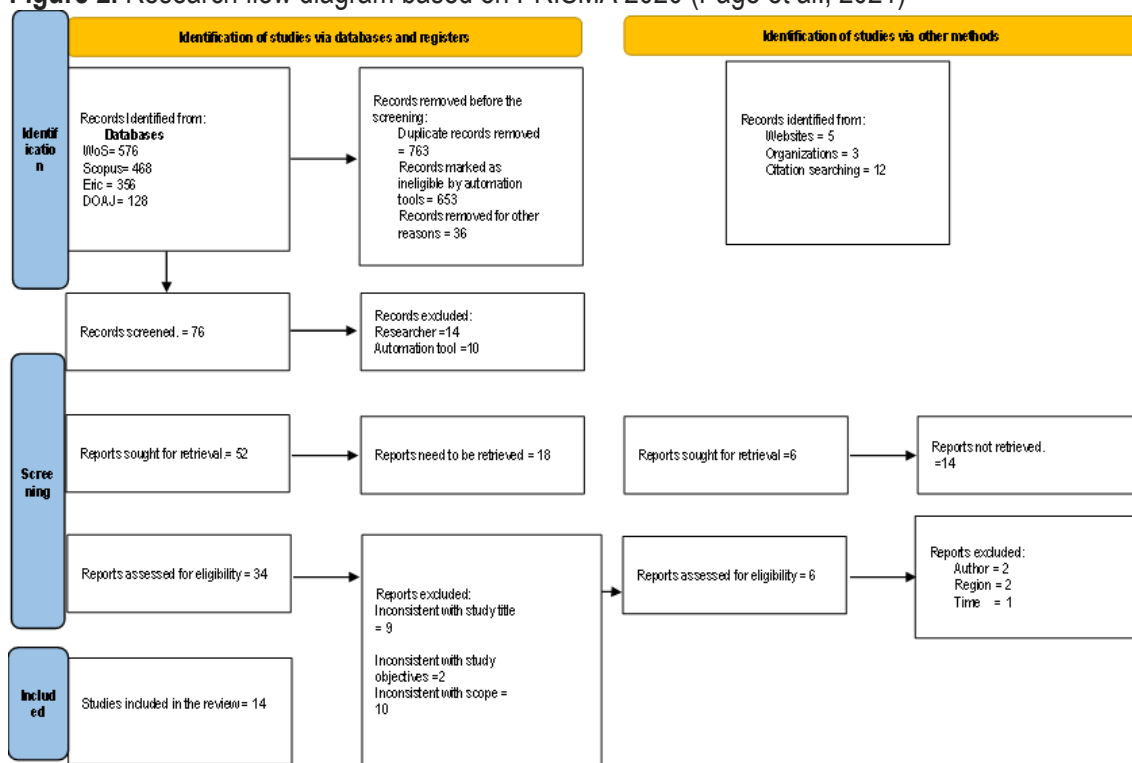 Figure 2. Research flow diagram based on PRISMA 2020 (Page et all, 2021)
Identification of studies via databases and registers
Identification of studies via other methods
Identif
icatio
n
Records Identified from:
Databases
WoS= 576
Scopus= 468
Eric = 356
DOAJ= 128
Records removed before the
screening:
Duplicate records removed
= 763
Records marked as
ineligible by automation
tools = 653
Records removed for other
reasons = 36
Records identified from:
Websites = 5
Organizations = 3
Citation searching = 12
Records screened. = 76
Records excluded:
Researcher =14
Automation tool =10
Scree
ning
Reports sought for retrieval.= 52
Reports need to be retrieved = 18
Reports sought for retrieval =6
Reports not retrieved.
=14
Reports assessed for eligibility = 34
Reports excluded:
Inconsistent with study title
= 9
Inconsistent with study
objectives =2
Inconsistent with scope =
10
Reports assessed for eligibility = 6
Reports excluded:
Author = 2
Region = 2
Time = 1
Includ
ed
Studies included in the review = 14